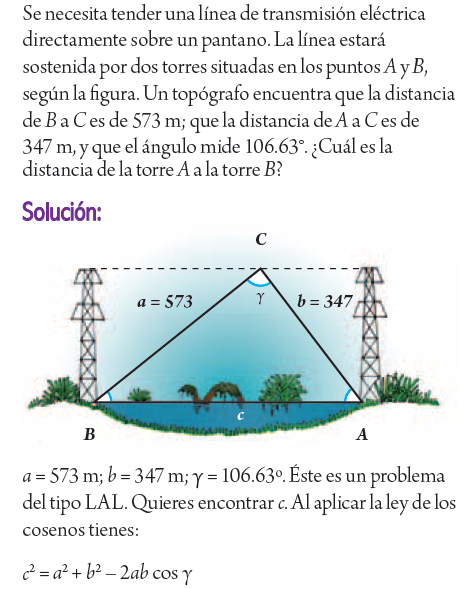 Se necesita tender una línea de transmisión eléctrica
directamente sobre un pantano. La línea estará
sostenida por dos torres situadas en los puntos A y B,
según la figura. Un topógrafo encuentra que la distancia
de B a C es de 573 m; que la distancia de A a C es de
347 m, y que el ángulo mide 106.63°. ¿Cuál es la
distancia de la torre A a la torre B?
Solución:
C
a = 573 γ b = 347
c
B A
a = 573 m; b = 347 m; γ = 106.63º. Éste es un problema
del tipo LAL. Quieres encontrar c. Al aplicar la ley de los
cosenos tienes:
c² = a² + b² – 2ab cos γ